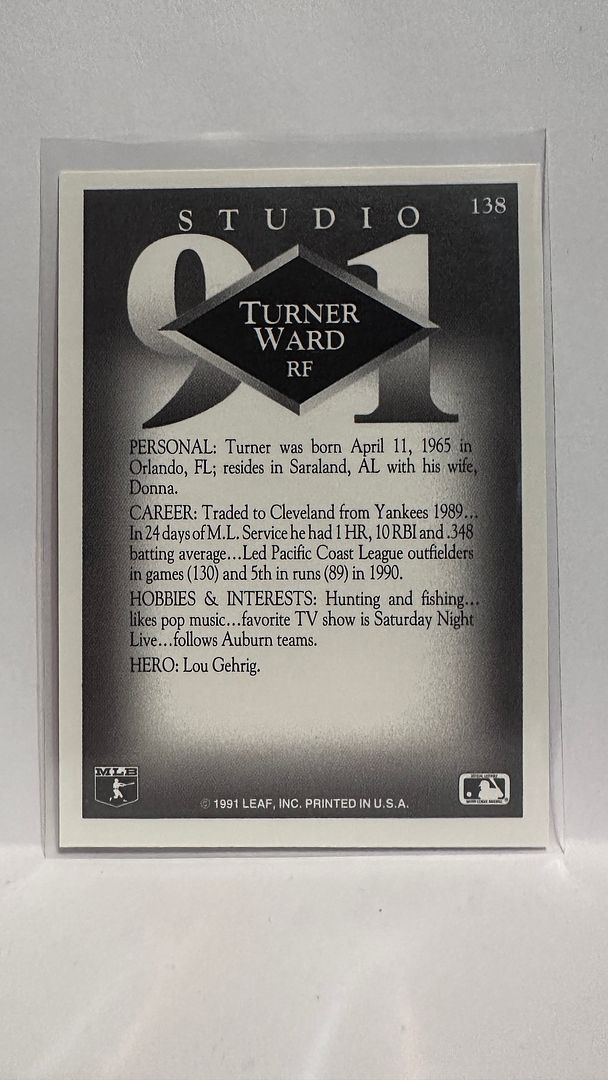 138
STUDIO
91
TURNER
WARD
RF
PERSONAL: Turner was born April 11, 1965 in
Orlando, FL; resides in Saraland, AL with his wife,
Donna.
CAREER: Traded to Cleveland from Yankees 1989...
In 24 days of M.L. Service he had 1 HR, 10 RBI and .348
batting average...Led Pacific Coast League outfielders
in games (130) and 5th in runs (89) in 1990.
HOBBIES & INTERESTS: Hunting and fishing...
likes pop music...favorite TV show is Saturday Night
Live...follows Auburn teams.
HERO: Lou Gehrig.
MLB
© 1991 LEAF, INC. PRINTED IN U.S.A.